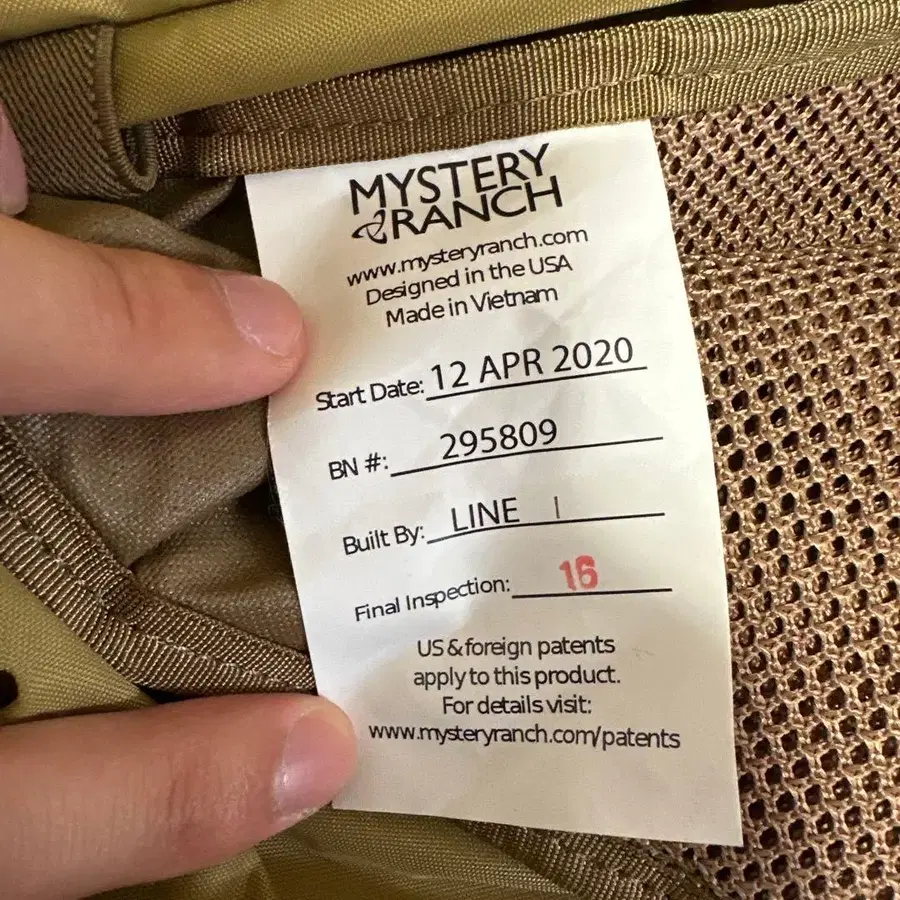 MYSTERY
RANCH
www.mysteryranch.com
Designed in the USA
Made in Vietnam
Start Date: 12 APR 2020
BN #: 295809
Built By: LINE 1
Final Inspection: 16
US & foreign patents
apply to this product.
For details visit:
www.mysteryranch.com/patents